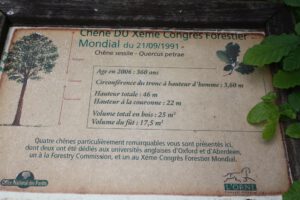 Chêne DU Xème Congrès Forestier
Mondial du 21/09/1991 -
Chêne sessile - Quercus petrae
Age en 2006 : 360 ans
Circonférence du tronc à hauteur d'homme : 3,60 m
Hauteur totale : 46 m
Hauteur à la couronne : 22 m
Volume total en bois : 25 m³
Volume du fût : 17,5 m³
Quatre chênes particulièrement remarquables vous sont présentés ici,
dont deux ont été dédiés aux universités anglaises d'Oxford et d'Aberdeen,
un à la Forestry Commission, et un au Xème Congrès Forestier Mondial.
Office National des Forêts
L'ORNE